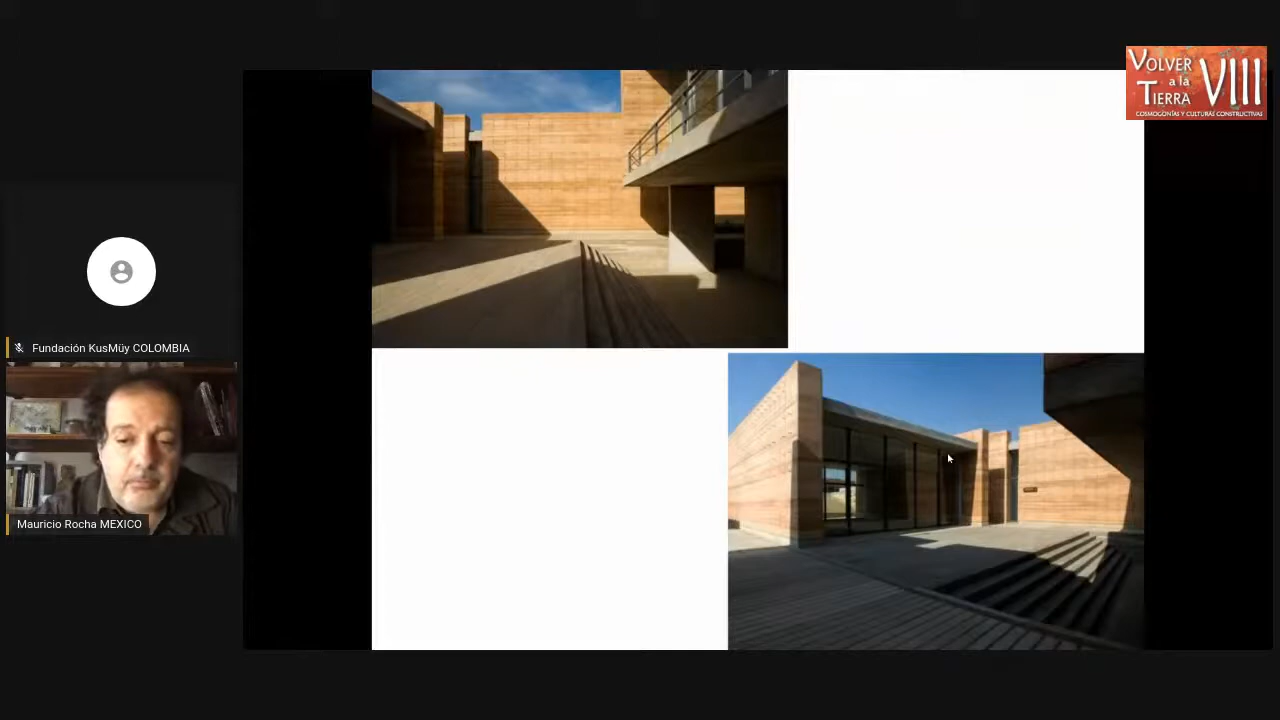 VOLVER
a la
TIERRA
VIII
COSMOGONÍAS Y CULTURAS CONSTRUCTIVAS
Fundación KusMüy COLOMBIA
Mauricio Rocha MEXICO